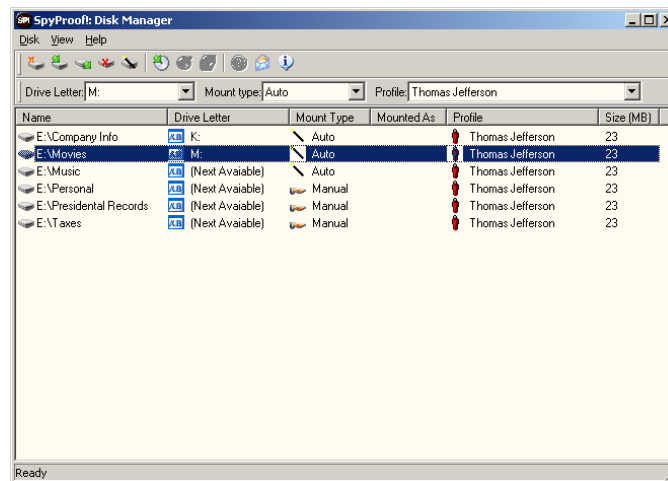 SPI SpyProof!: Disk Manager
Disk View Help
Drive Letter: M: Mount type: Auto Profile: Thomas Jefferson
Name Drive Letter Mount Type Mounted As Profile Size (MB)
E:\Company Info K: Auto Thomas Jefferson 23
E:\Movies M: Auto Thomas Jefferson 23
E:\Music (Next Avaiable) Auto Thomas Jefferson 23
E:\Personal (Next Avaiable) Manual Thomas Jefferson 23
E:\Presidental Records (Next Avaiable) Manual Thomas Jefferson 23
E:\Taxes (Next Avaiable) Manual Thomas Jefferson 23
Ready